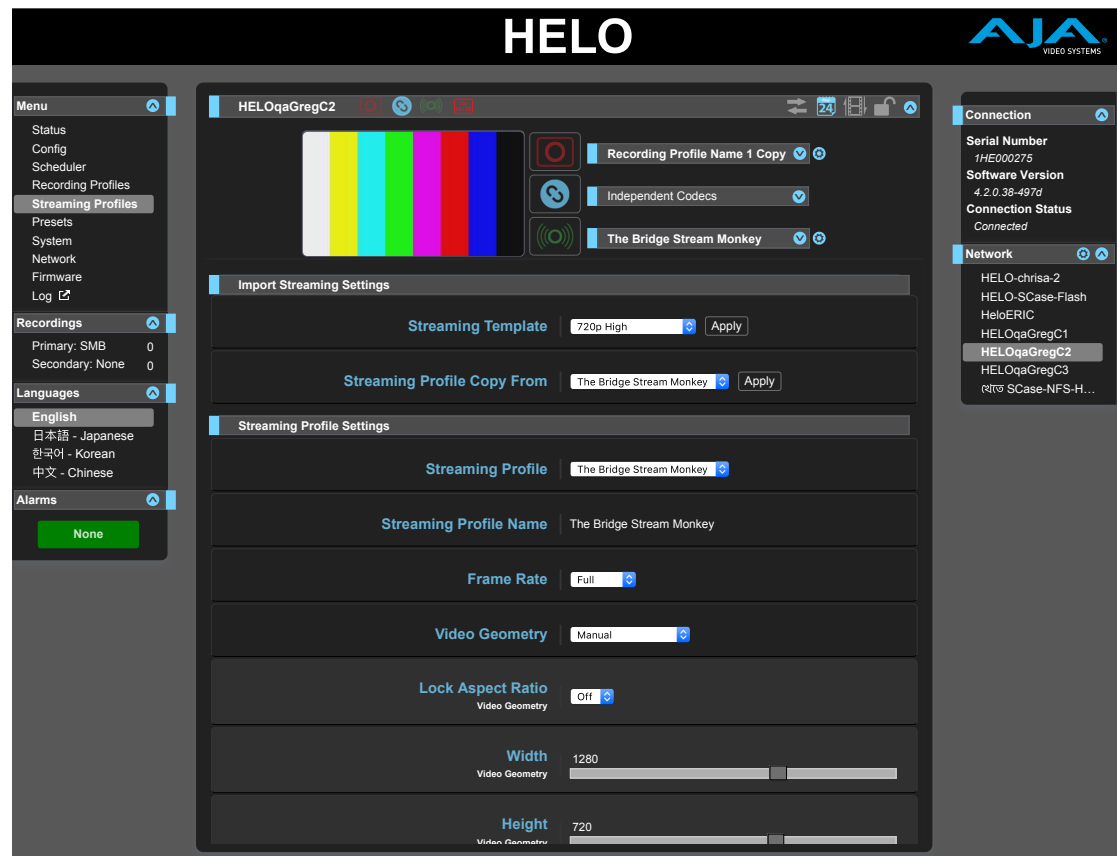 HELO
AJA
VIDEO SYSTEMS
Menu
Status
Config
Scheduler
Recording Profiles
Streaming Profiles
Presets
System
Network
Firmware
Log
Recordings
Primary: SMB 0
Secondary: None 0
Languages
English
日本語 - Japanese
한국어 - Korean
中文 - Chinese
Alarms
None
HELOqaGregC2
24
Recording Profile Name 1 Copy
Independent Codecs
The Bridge Stream Monkey
Import Streaming Settings
Streaming Template 720p High Apply
Streaming Profile Copy From The Bridge Stream Monkey Apply
Streaming Profile Settings
Streaming Profile The Bridge Stream Monkey
Streaming Profile Name The Bridge Stream Monkey
Frame Rate Full
Video Geometry Manual
Lock Aspect Ratio Off
Video Geometry
Width 1280
Video Geometry
Height 720
Video Geometry
Connection
Serial Number
1HE000275
Software Version
4.2.0.38-497d
Connection Status
Connected
Network
HELO-chrisa-2
HELO-SCase-Flash
HeloERIC
HELOqaGregC1
HELOqaGregC2
HELOqaGregC3
SCase-NFS-H...